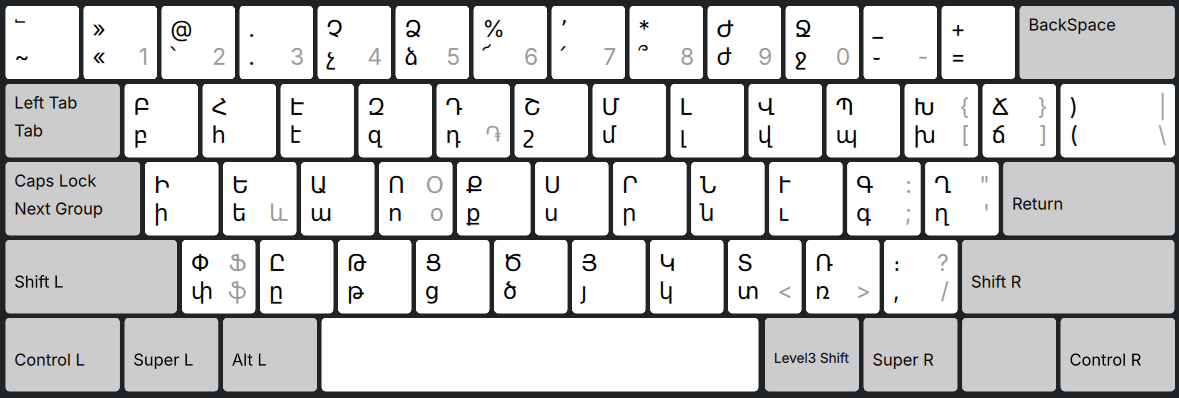 ՟ » @ . Չ Ձ % ՛ * Ժ Ջ _ + BackSpace
~ « 1 ՝ 2 . 3 չ 4 ձ 5 ՜ 6 ՛ 7 ՞ 8 ժ 9 ջ 0 - - =
Left Tab Բ Հ Է Զ Դ Շ Մ Լ Վ Պ Խ { Ճ } ) |
Tab բ հ է զ դ ֏ շ մ լ վ պ խ [ ճ ] ( \
Caps Lock Ի Ե Ա Ո Օ Ք Ս Ր Ն Ւ Գ : Ղ " Return
Next Group ի ե և ա ո օ ք ս ր ն ւ գ ; ղ '
Shift L Փ Ֆ Ը Թ Ց Ծ Յ Կ Տ Ռ ։ ? Shift R
փ ֆ ը թ ց ծ յ կ տ < ռ > , /
Control L Super L Alt L Level3 Shift Super R Control R